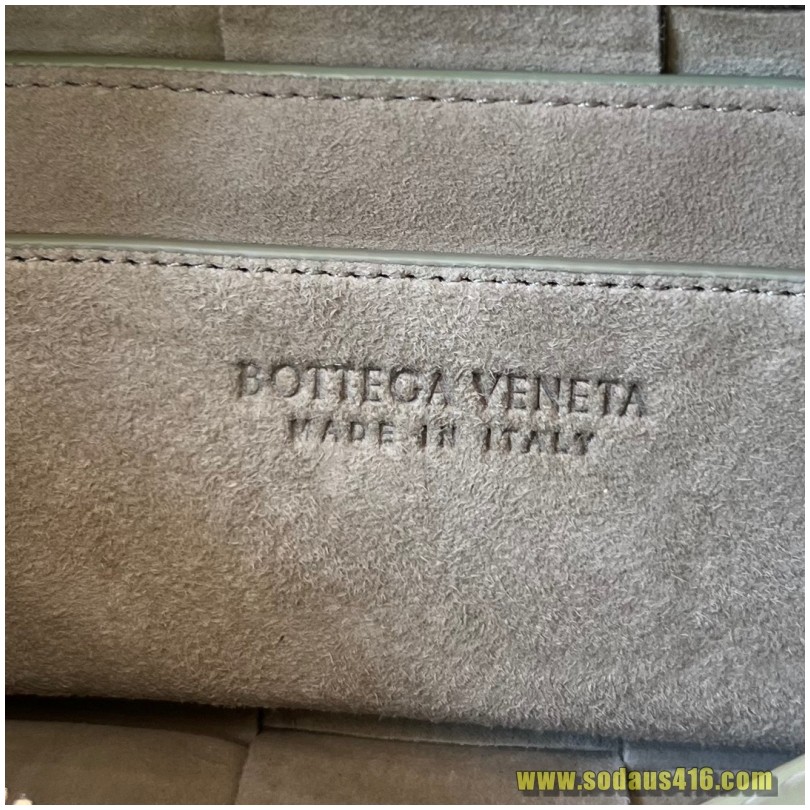 BOTTEGA VENETA
MADE IN ITALY
www.sodaus416.com